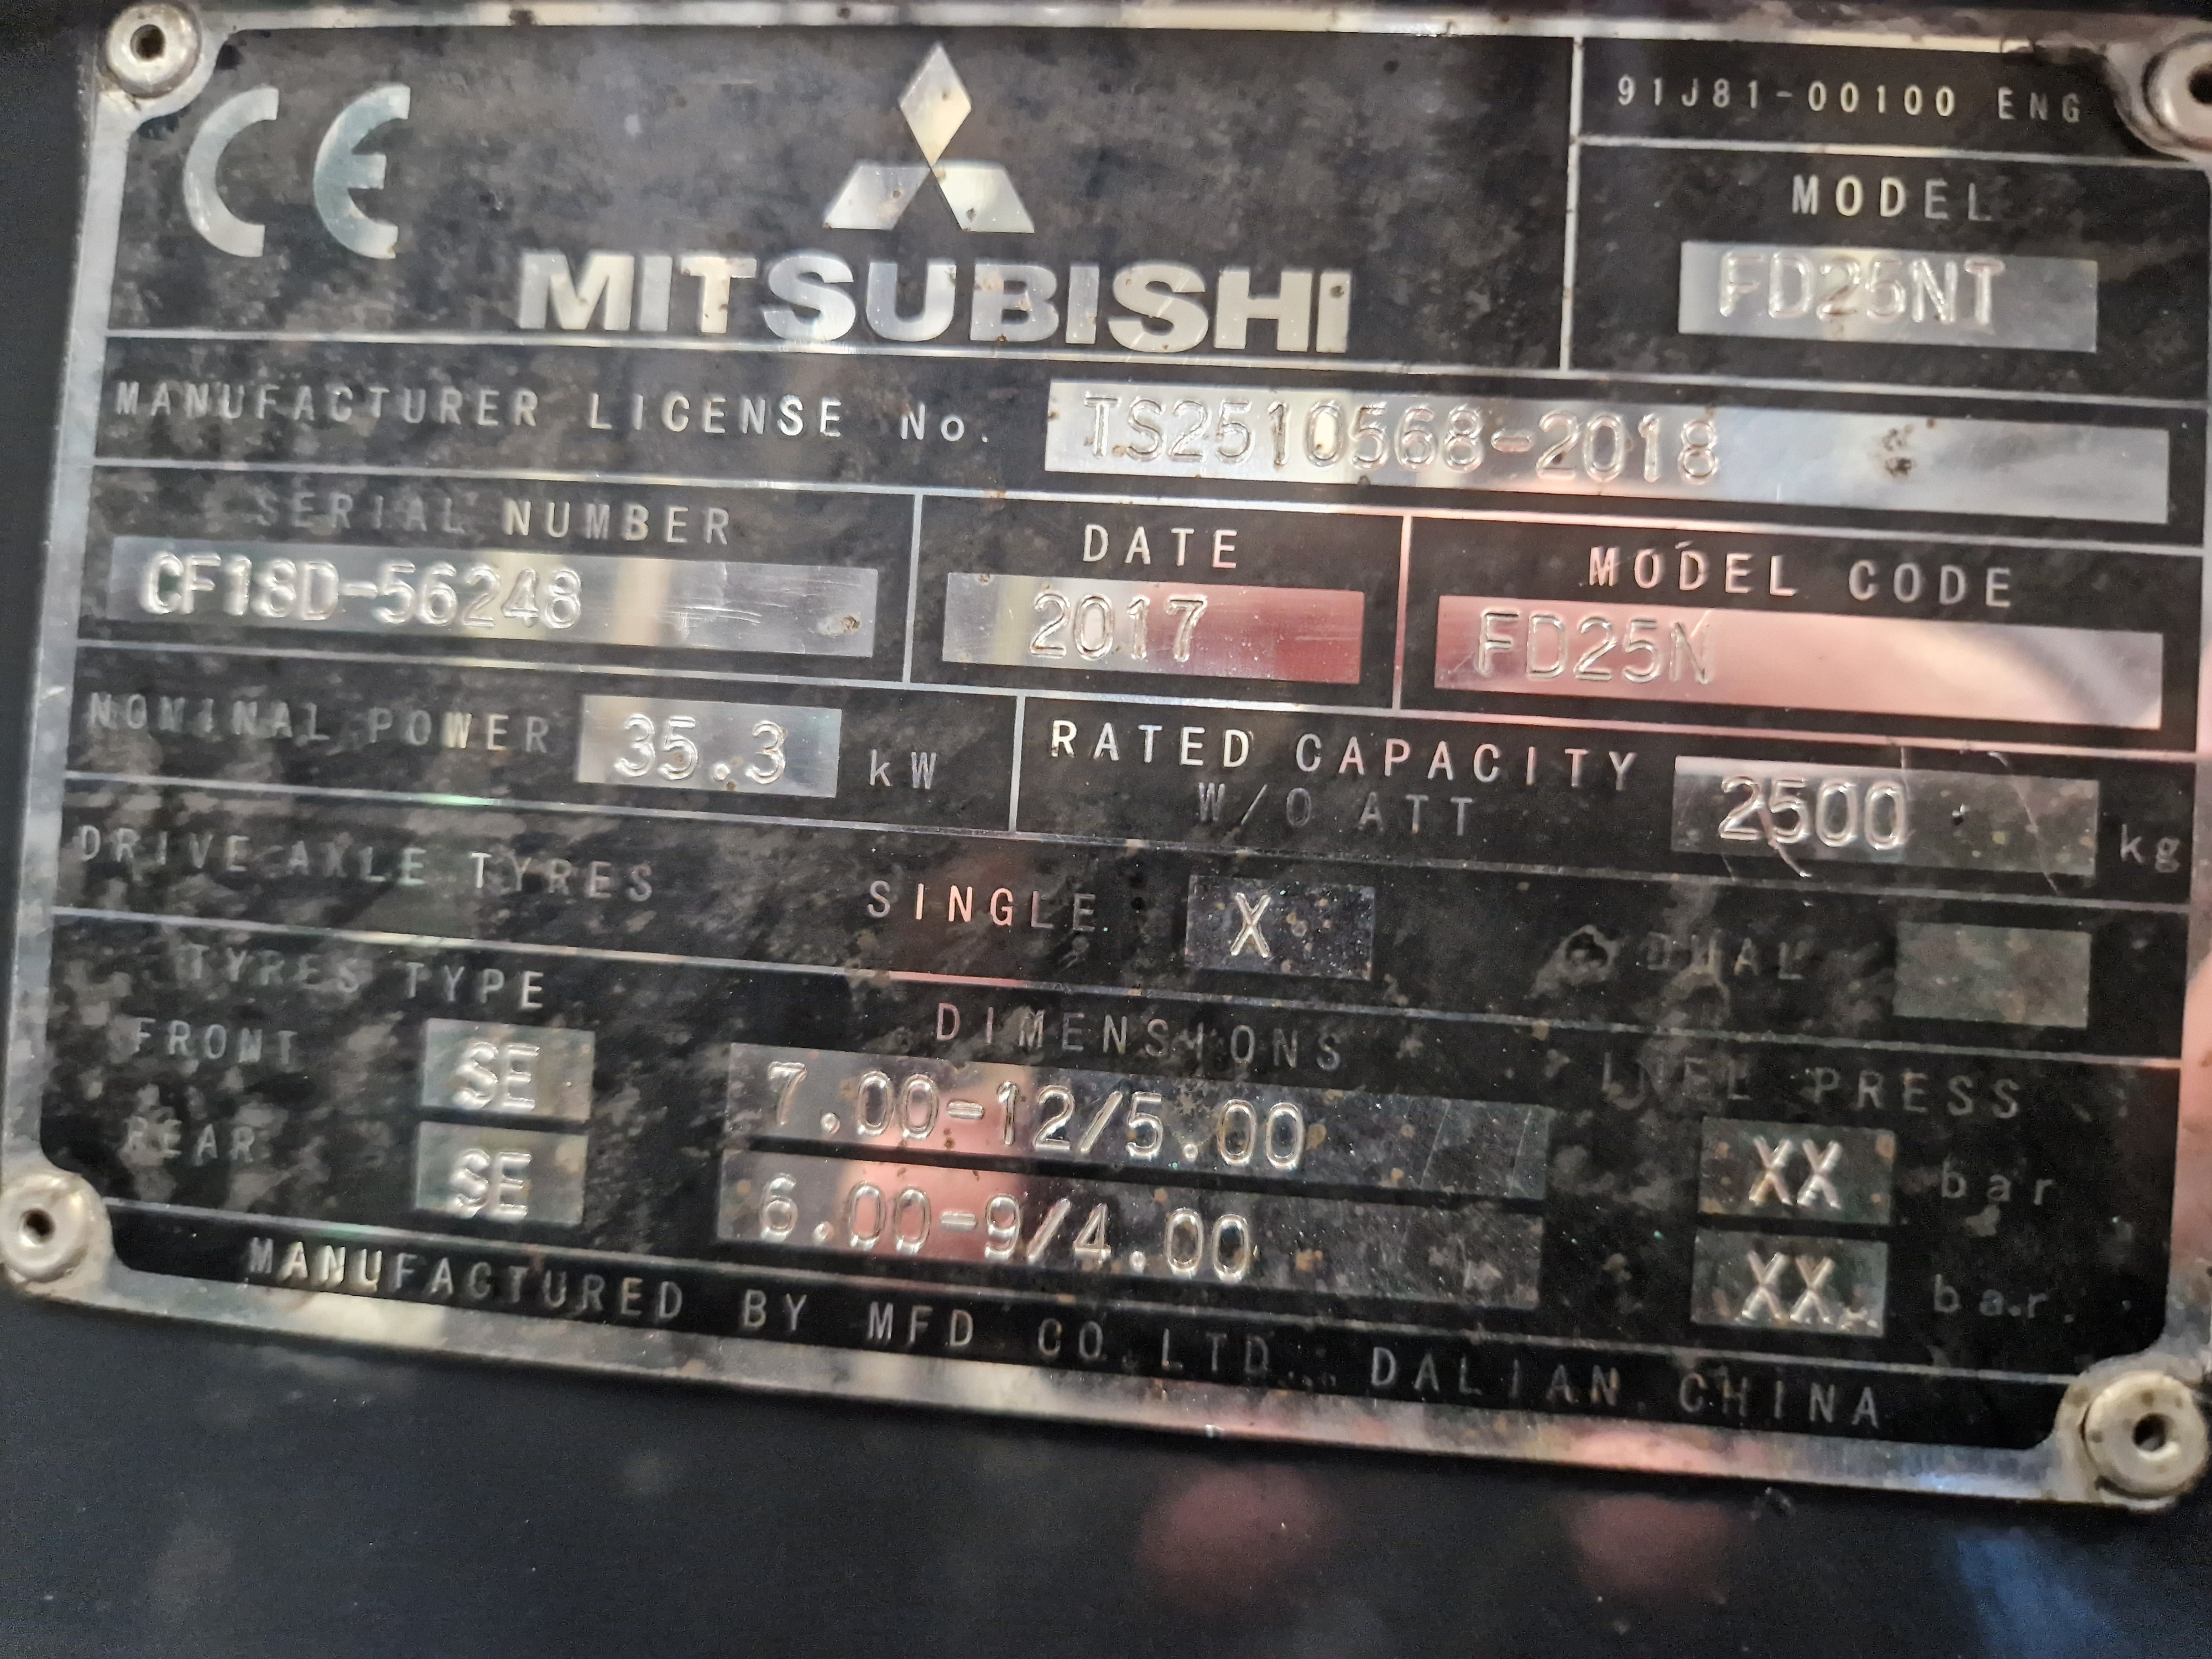 CE
MITSUBISHI
91J81-00100 ENG
MODEL
FD25NT
MANUFACTURER LICENSE No. TS2510568-2018
SERIAL NUMBER
CF18D-56248
DATE
2017
MODEL CODE
FD25N
NOMINAL POWER 35.3 kW
RATED CAPACITY 2500 kg
W/O ATT
DRIVE AXLE TYRES SINGLE X DUAL
TYRES TYPE DIMENSIONS INFL PRESS
FRONT SE 7.00-12/5.00 XX bar
REAR SE 6.00-9/4.00 XX bar
MANUFACTURED BY MFD CO.LTD., DALIAN CHINA